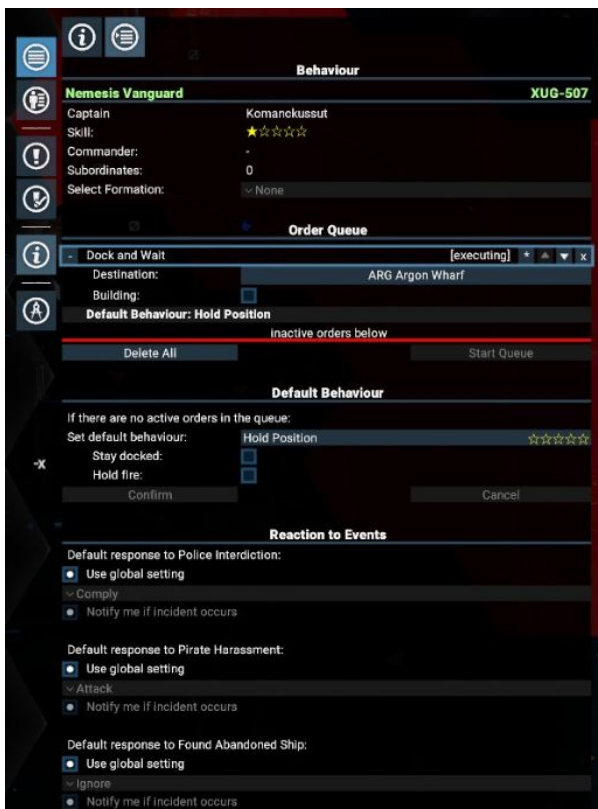 Behaviour
Nemesis Vanguard XUG-507
Captain Komanckussut
Skill: ★☆☆☆☆
Commander: -
Subordinates: 0
Select Formation: None
Order Queue
- Dock and Wait [executing] * ▲ ▼ x
Destination: ARG Argon Wharf
Building:
Default Behaviour: Hold Position
inactive orders below
Delete All Start Queue
Default Behaviour
If there are no active orders in the queue:
Set default behaviour: Hold Position ☆☆☆☆☆
Stay docked:
Hold fire:
-X
Confirm Cancel
Reaction to Events
Default response to Police Interdiction:
Use global setting
Comply
Notify me if incident occurs
Default response to Pirate Harassment:
Use global setting
Attack
Notify me if incident occurs
Default response to Found Abandoned Ship:
Use global setting
Ignore
Notify me if incident occurs